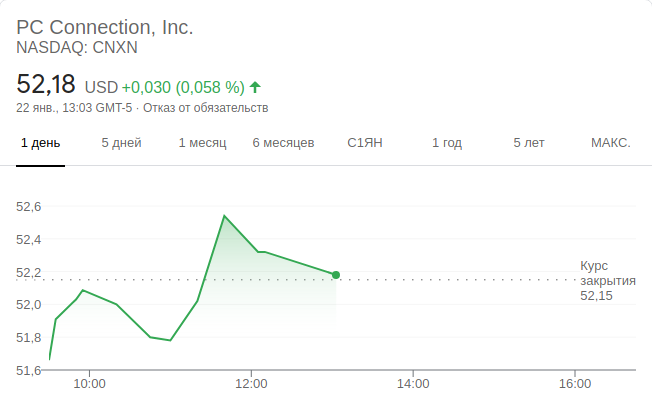 PC Connection, Inc.
NASDAQ: CNXN
52,18 USD +0,030 (0,058 %)
22 янв., 13:03 GMT-5 · Отказ от обязательств
1 день 5 дней 1 месяц 6 месяцев С1ЯН 1 год 5 лет МАКС.
52,6
52,4
52,2
52,0
51,8
51,6
Курс
закрытия
52,15
10:00 12:00 14:00 16:00